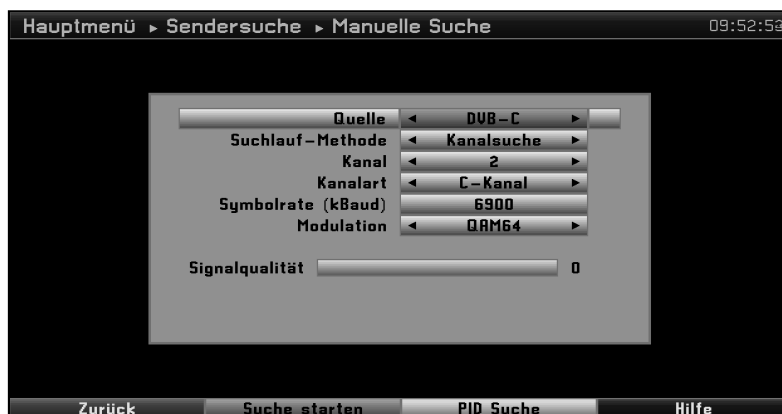 Hauptmenü ▸ Sendersuche ▸ Manuelle Suche 09:52:53
Quelle ◂ DVB-C ▸
Suchlauf-Methode ◂ Kanalsuche ▸
Kanal ◂ 2 ▸
Kanalart ◂ C-Kanal ▸
Symbolrate (kBaud) 6900
Modulation ◂ QAM64 ▸
Signalqualität 0
Zurück Suche starten PID Suche Hilfe